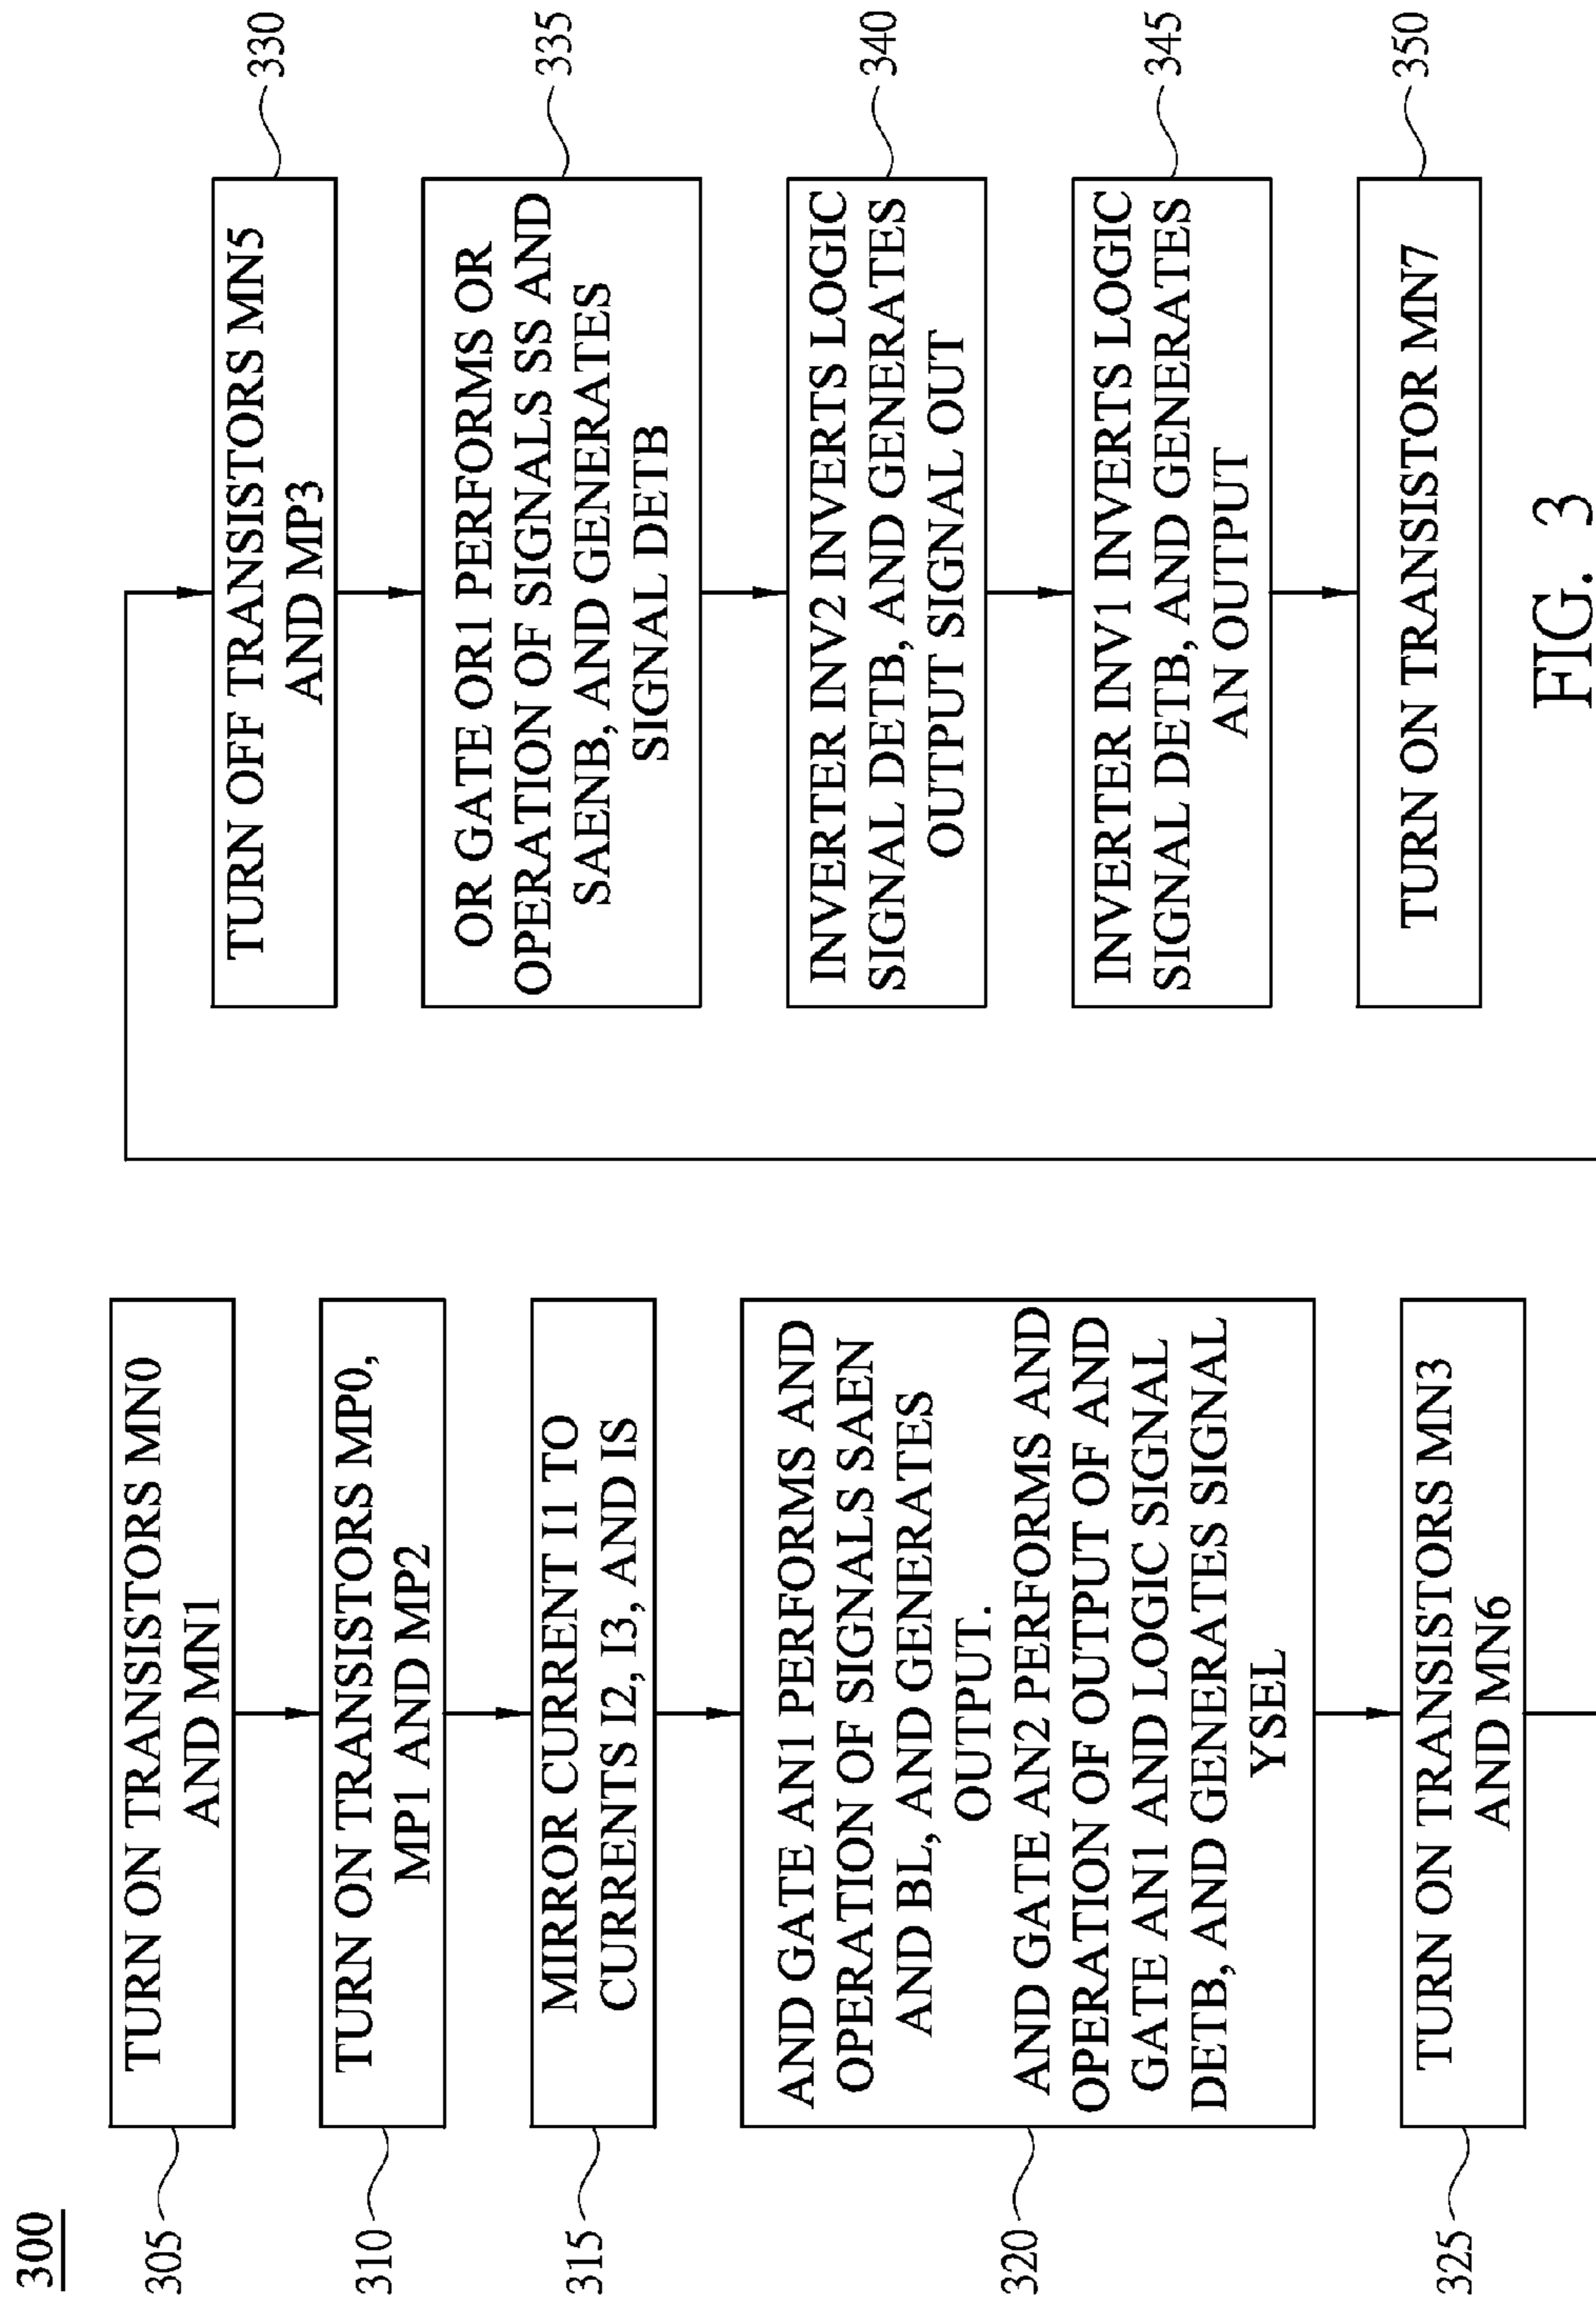 300
305
TURN ON TRANSISTORS MN0
AND MN1
310
TURN ON TRANSISTORS MP0,
MP1 AND MP2
315
MIRROR CURRENT I1 TO
CURRENTS I2, I3, AND IS
320
AND GATE AN1 PERFORMS AND
OPERATION OF SIGNALS SAEN
AND BL, AND GENERATES
OUTPUT.
AND GATE AN2 PERFORMS AND
OPERATION OF OUTPUT OF AND
GATE AN1 AND LOGIC SIGNAL
DETB, AND GENERATES SIGNAL
YSEL
325
TURN ON TRANSISTORS MN3
AND MN6
TURN OFF TRANSISTORS MN5
AND MP3
330
OR GATE OR1 PERFORMS OR
OPERATION OF SIGNALS SS AND
SAENB, AND GENERATES
SIGNAL DETB
335
INVERTER INV2 INVERTS LOGIC
SIGNAL DETB, AND GENERATES
OUTPUT SIGNAL OUT
340
INVERTER INV1 INVERTS LOGIC
SIGNAL DETB, AND GENERATES
AN OUTPUT
345
TURN ON TRANSISTOR MN7
350
FIG. 3